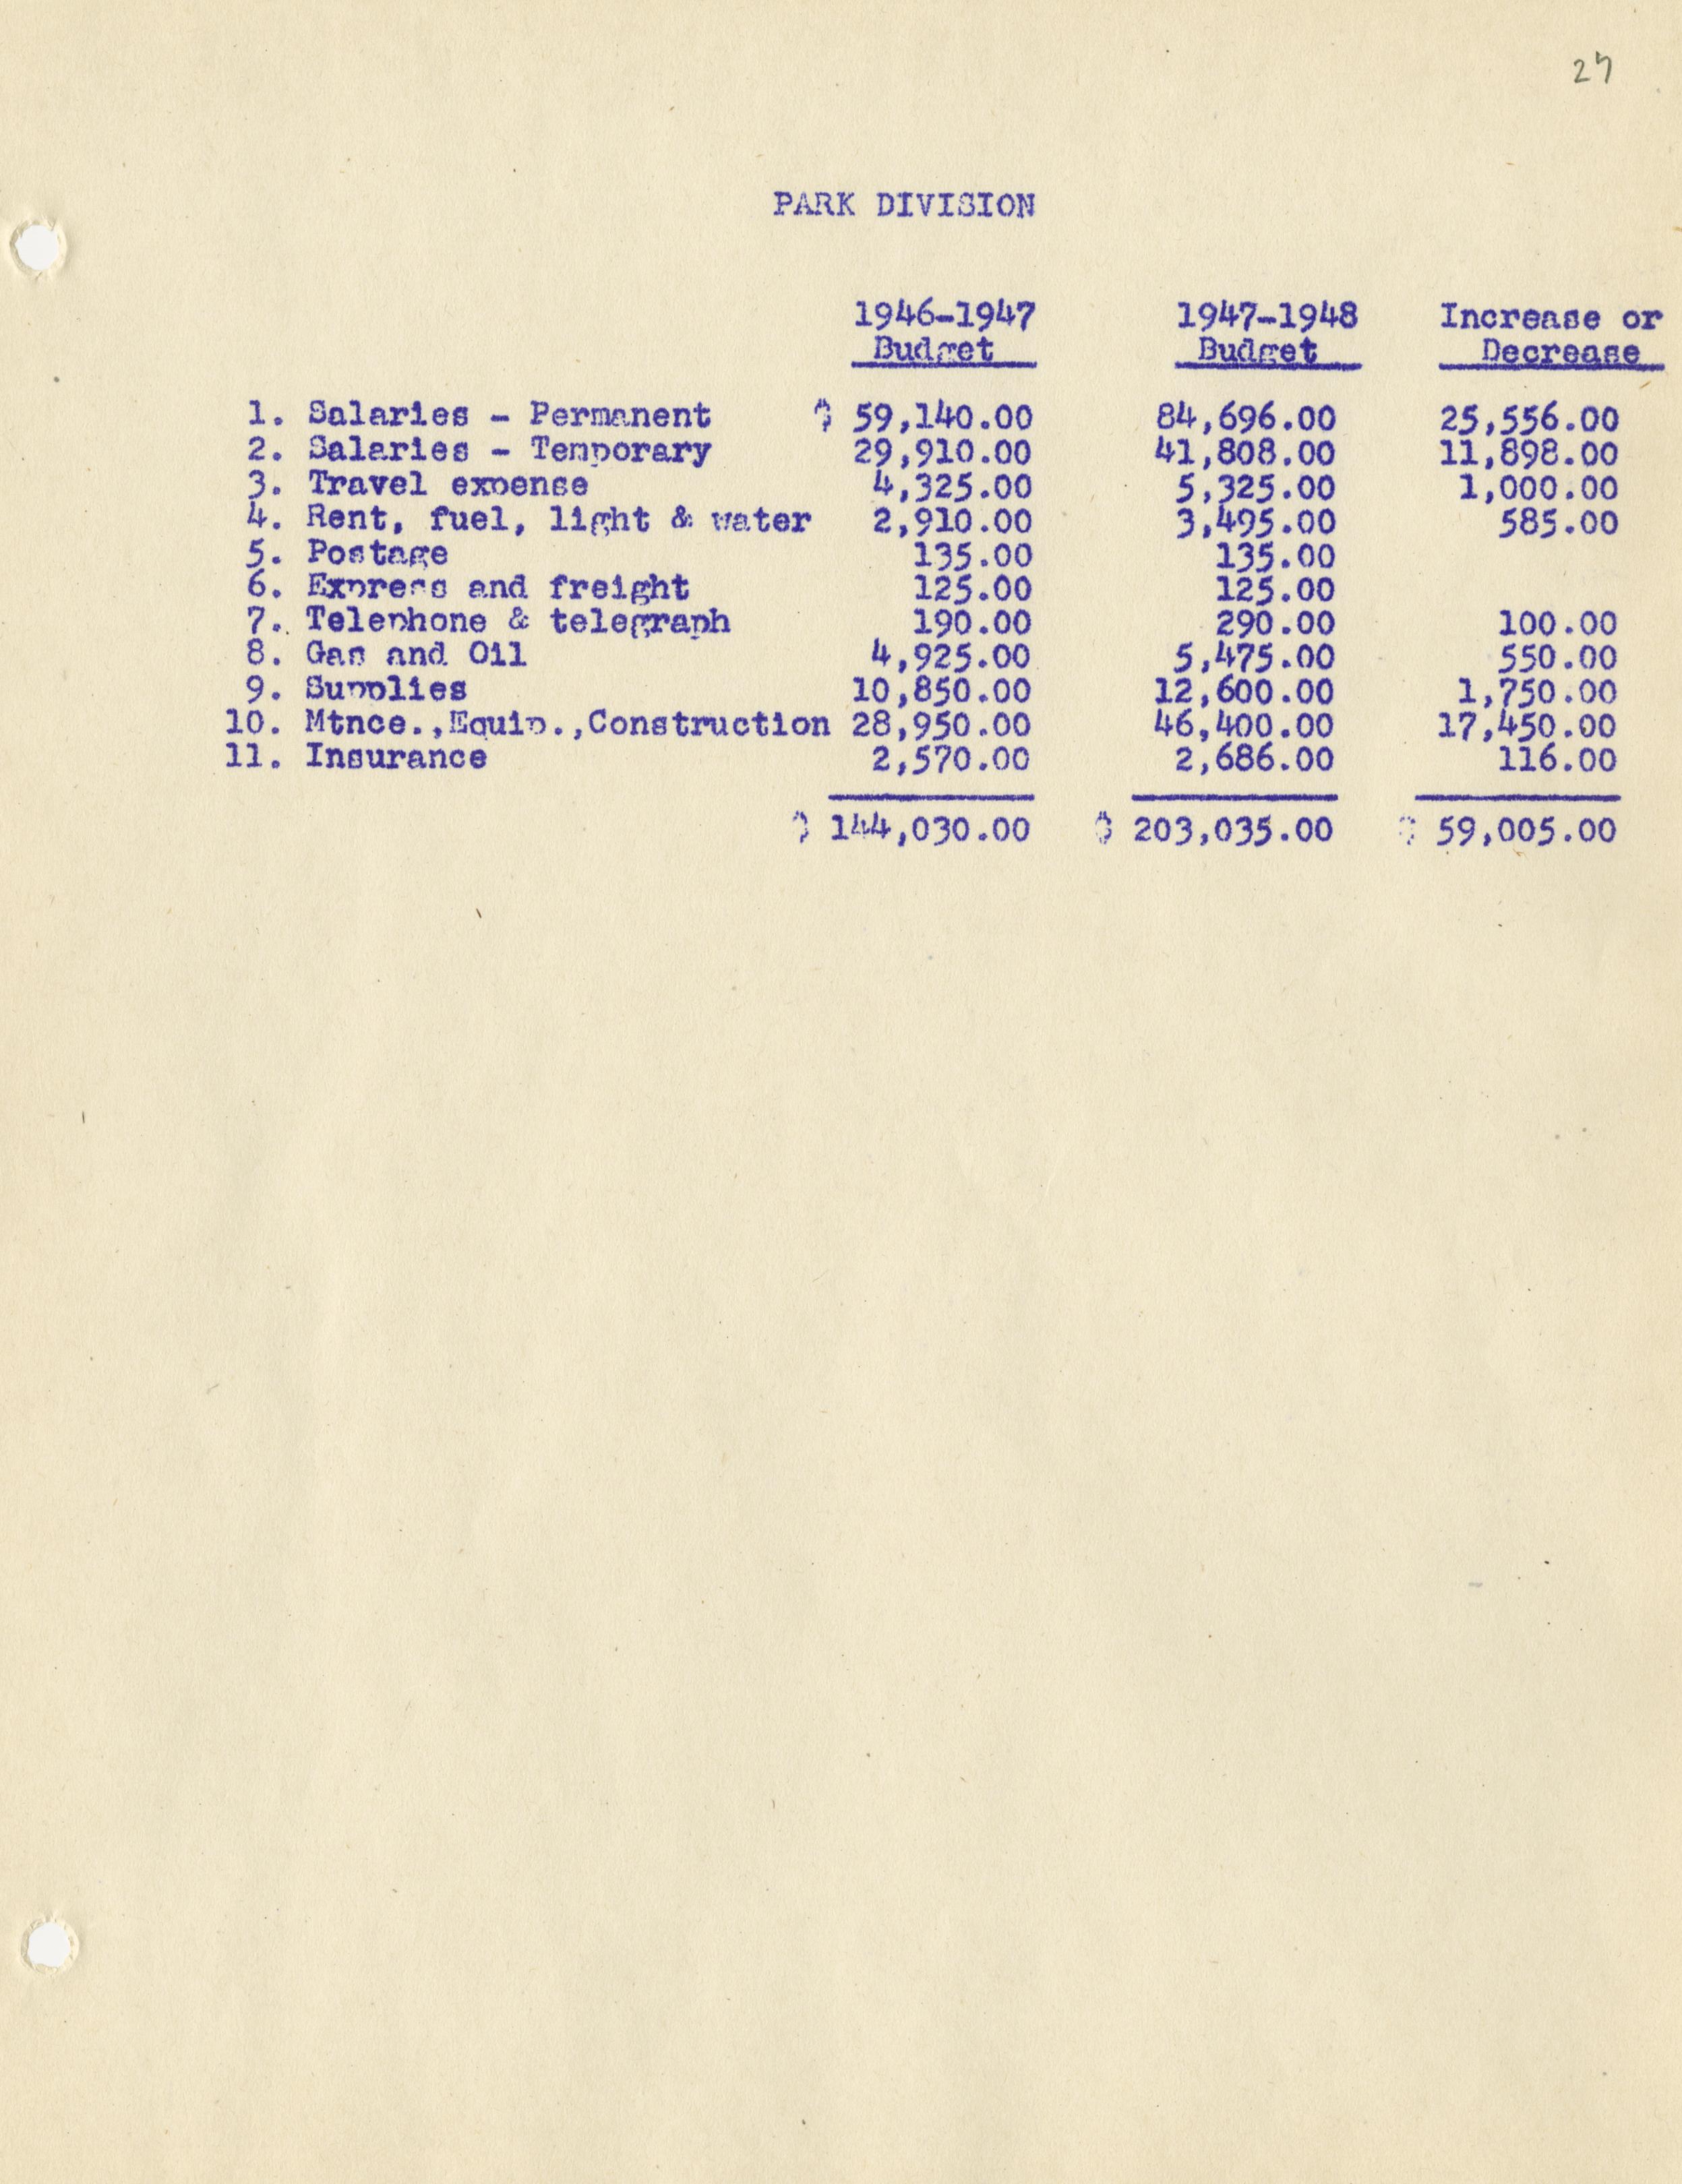 27
PARK DIVISION
1946-1947 1947-1948 Increase or
Budget Budget Decrease
1. Salaries - Permanent $ 59,140.00 84,696.00 25,556.00
2. Salaries - Temporary 29,910.00 41,808.00 11,898.00
3. Travel expense 4,325.00 5,325.00 1,000.00
4. Rent, fuel, light & water 2,910.00 3,495.00 585.00
5. Postage 135.00 135.00
6. Express and freight 125.00 125.00
7. Telephone & telegraph 190.00 290.00 100.00
8. Gas and Oil 4,925.00 5,475.00 550.00
9. Supplies 10,850.00 12,600.00 1,750.00
10. Mtnce.,Equip.,Construction 28,950.00 46,400.00 17,450.00
11. Insurance 2,570.00 2,686.00 116.00
$ 144,030.00 $ 203,035.00 $ 59,005.00